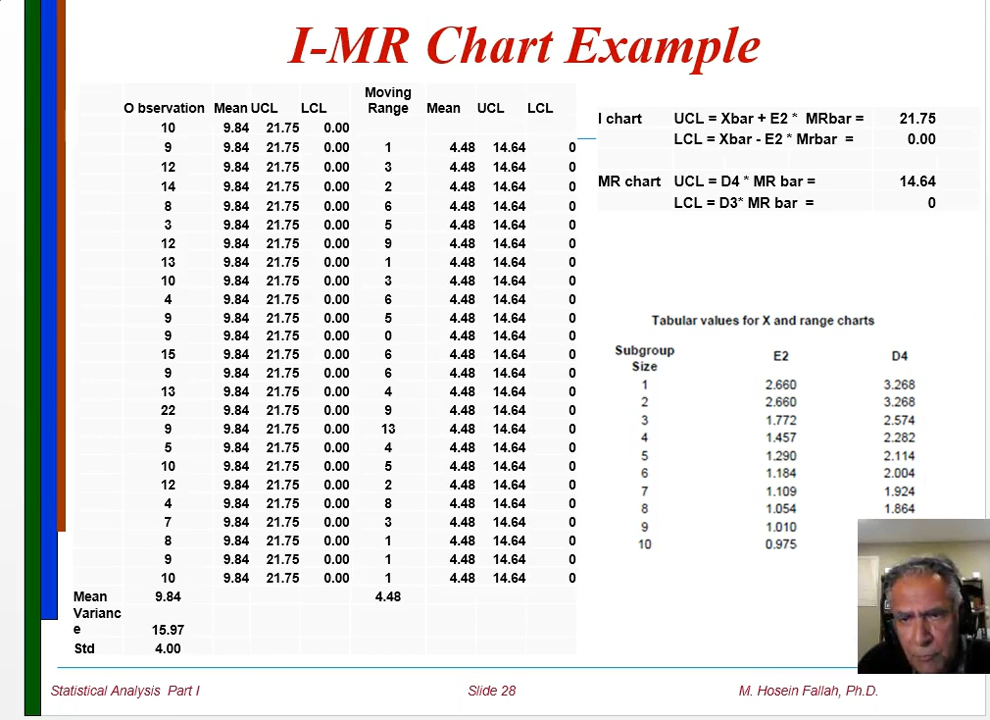 I-MR Chart Example
Moving
O bservation Mean UCL LCL Range Mean UCL LCL
10 9.84 21.75 0.00
9 9.84 21.75 0.00 1 4.48 14.64 0
12 9.84 21.75 0.00 3 4.48 14.64 0
14 9.84 21.75 0.00 2 4.48 14.64 0
8 9.84 21.75 0.00 6 4.48 14.64 0
3 9.84 21.75 0.00 5 4.48 14.64 0
12 9.84 21.75 0.00 9 4.48 14.64 0
13 9.84 21.75 0.00 1 4.48 14.64 0
10 9.84 21.75 0.00 3 4.48 14.64 0
4 9.84 21.75 0.00 6 4.48 14.64 0
9 9.84 21.75 0.00 5 4.48 14.64 0
9 9.84 21.75 0.00 0 4.48 14.64 0
15 9.84 21.75 0.00 6 4.48 14.64 0
9 9.84 21.75 0.00 6 4.48 14.64 0
13 9.84 21.75 0.00 4 4.48 14.64 0
22 9.84 21.75 0.00 9 4.48 14.64 0
9 9.84 21.75 0.00 13 4.48 14.64 0
5 9.84 21.75 0.00 4 4.48 14.64 0
10 9.84 21.75 0.00 5 4.48 14.64 0
12 9.84 21.75 0.00 2 4.48 14.64 0
4 9.84 21.75 0.00 8 4.48 14.64 0
7 9.84 21.75 0.00 3 4.48 14.64 0
8 9.84 21.75 0.00 1 4.48 14.64 0
9 9.84 21.75 0.00 1 4.48 14.64 0
10 9.84 21.75 0.00 1 4.48 14.64 0
Mean 9.84 4.48
Varianc
e 15.97
Std 4.00
I chart UCL = Xbar + E2 * MRbar = 21.75
LCL = Xbar - E2 * Mrbar = 0.00
MR chart UCL = D4 * MR bar = 14.64
LCL = D3* MR bar = 0
Tabular values for X and range charts
Subgroup
Size E2 D4
1 2.660 3.268
2 2.660 3.268
3 1.772 2.574
4 1.457 2.282
5 1.290 2.114
6 1.184 2.004
7 1.109 1.924
8 1.054 1.864
9 1.010
10 0.975
Statistical Analysis Part I Slide 28 M. Hosein Fallah, Ph.D.